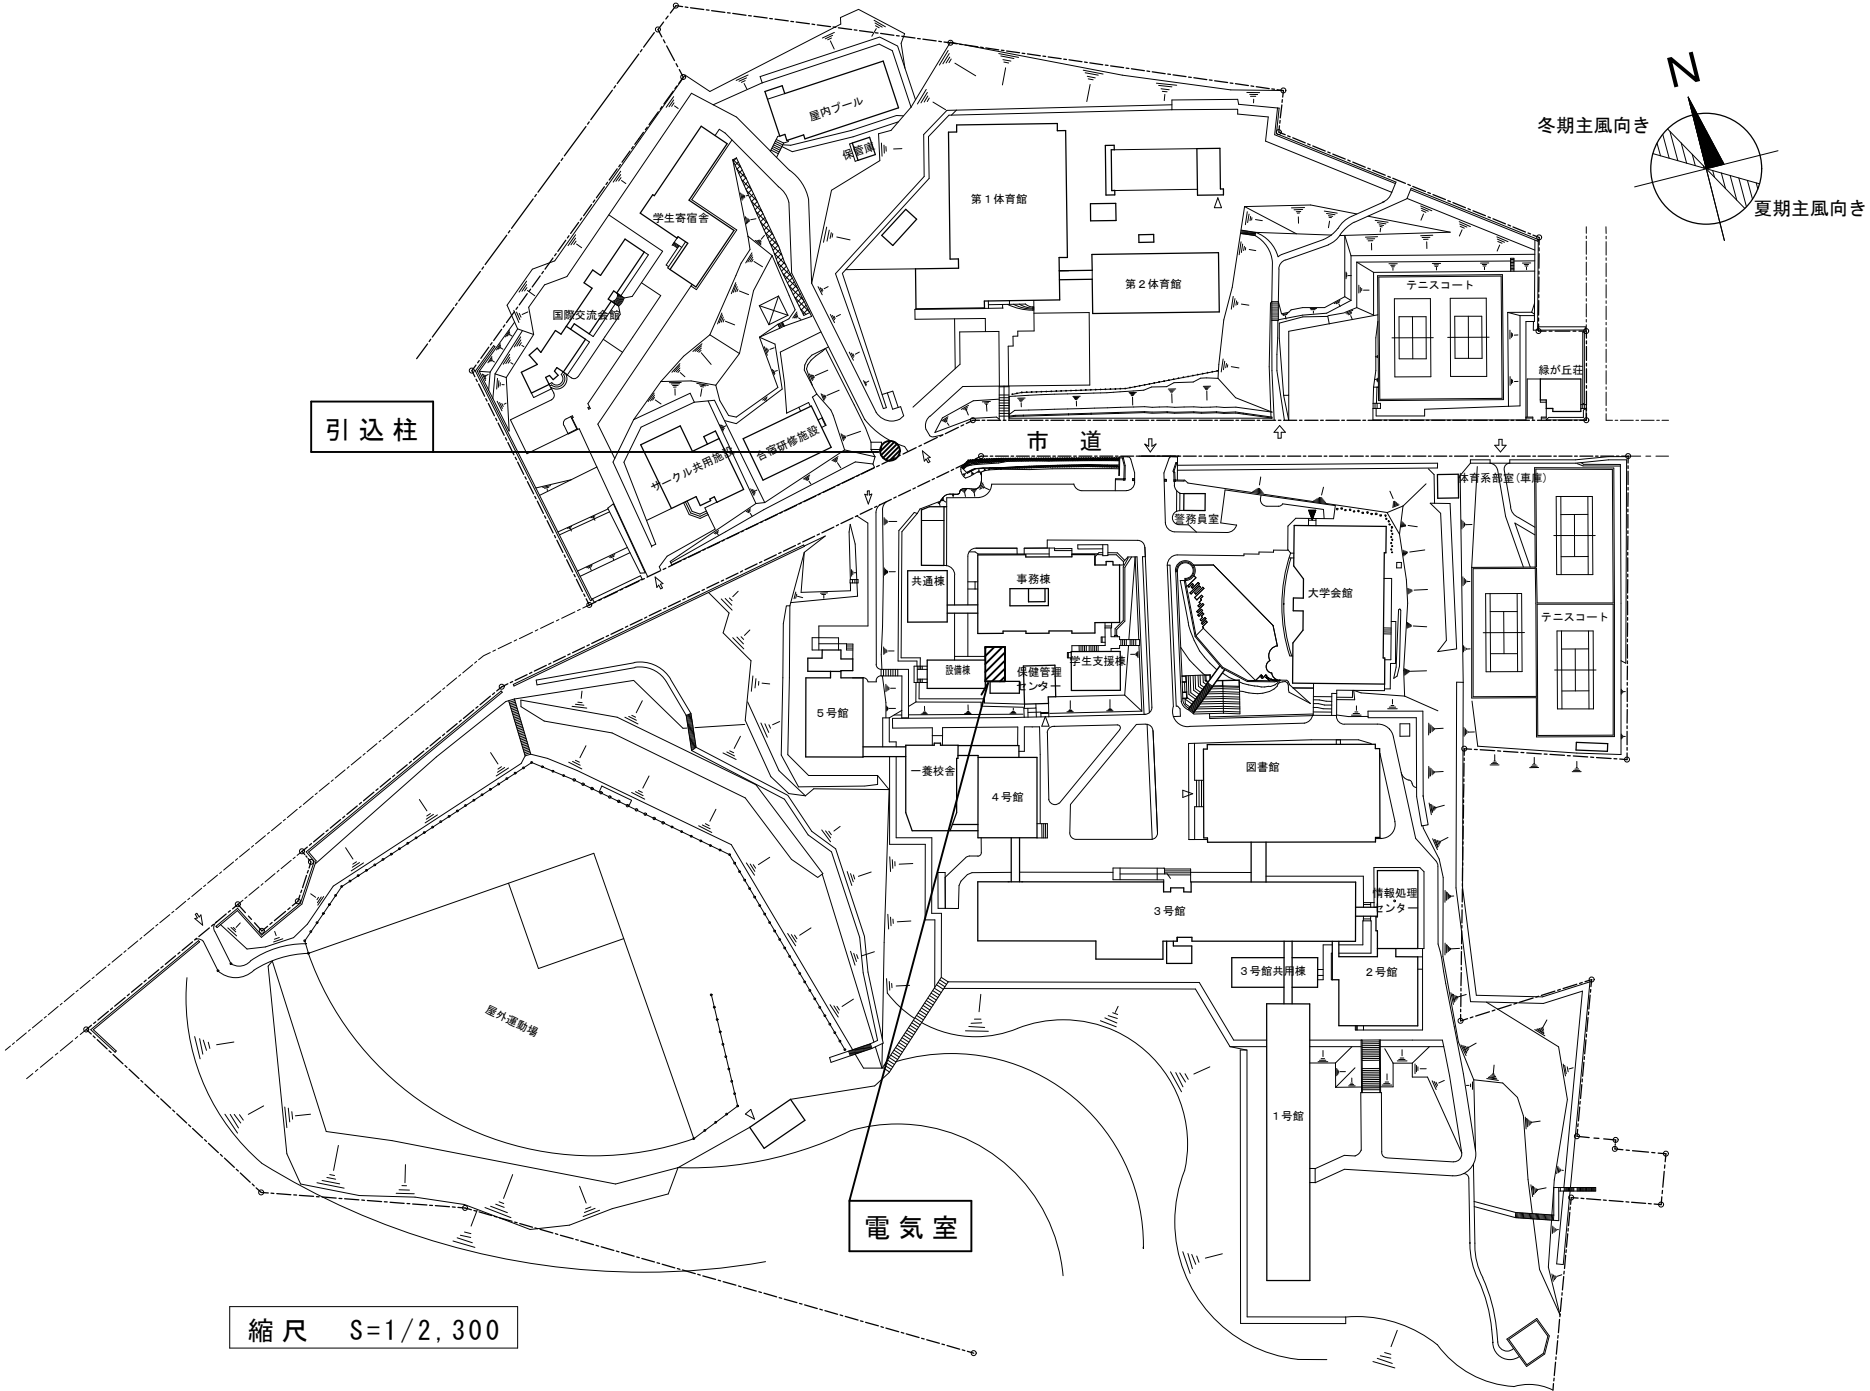 屋内プール
N
冬期主風向き
保管庫
第1体育館
夏期主風向き
学生寄宿舎
第2体育館
テニスコート
国際交流会館
緑が丘荘
引込柱
市道
合宿研修施設
サークル共用施設
体育系部室(車庫)
警務員室
共通棟
事務棟
大学会館
テニスコート
設備棟
保健管理
センター
学生支援棟
5号館
図書館
一養校舎
4号館
情報処理
センター
3号館
3号館共用棟
2号館
屋外運動場
1号館
電気室
縮尺 S=1/2,300